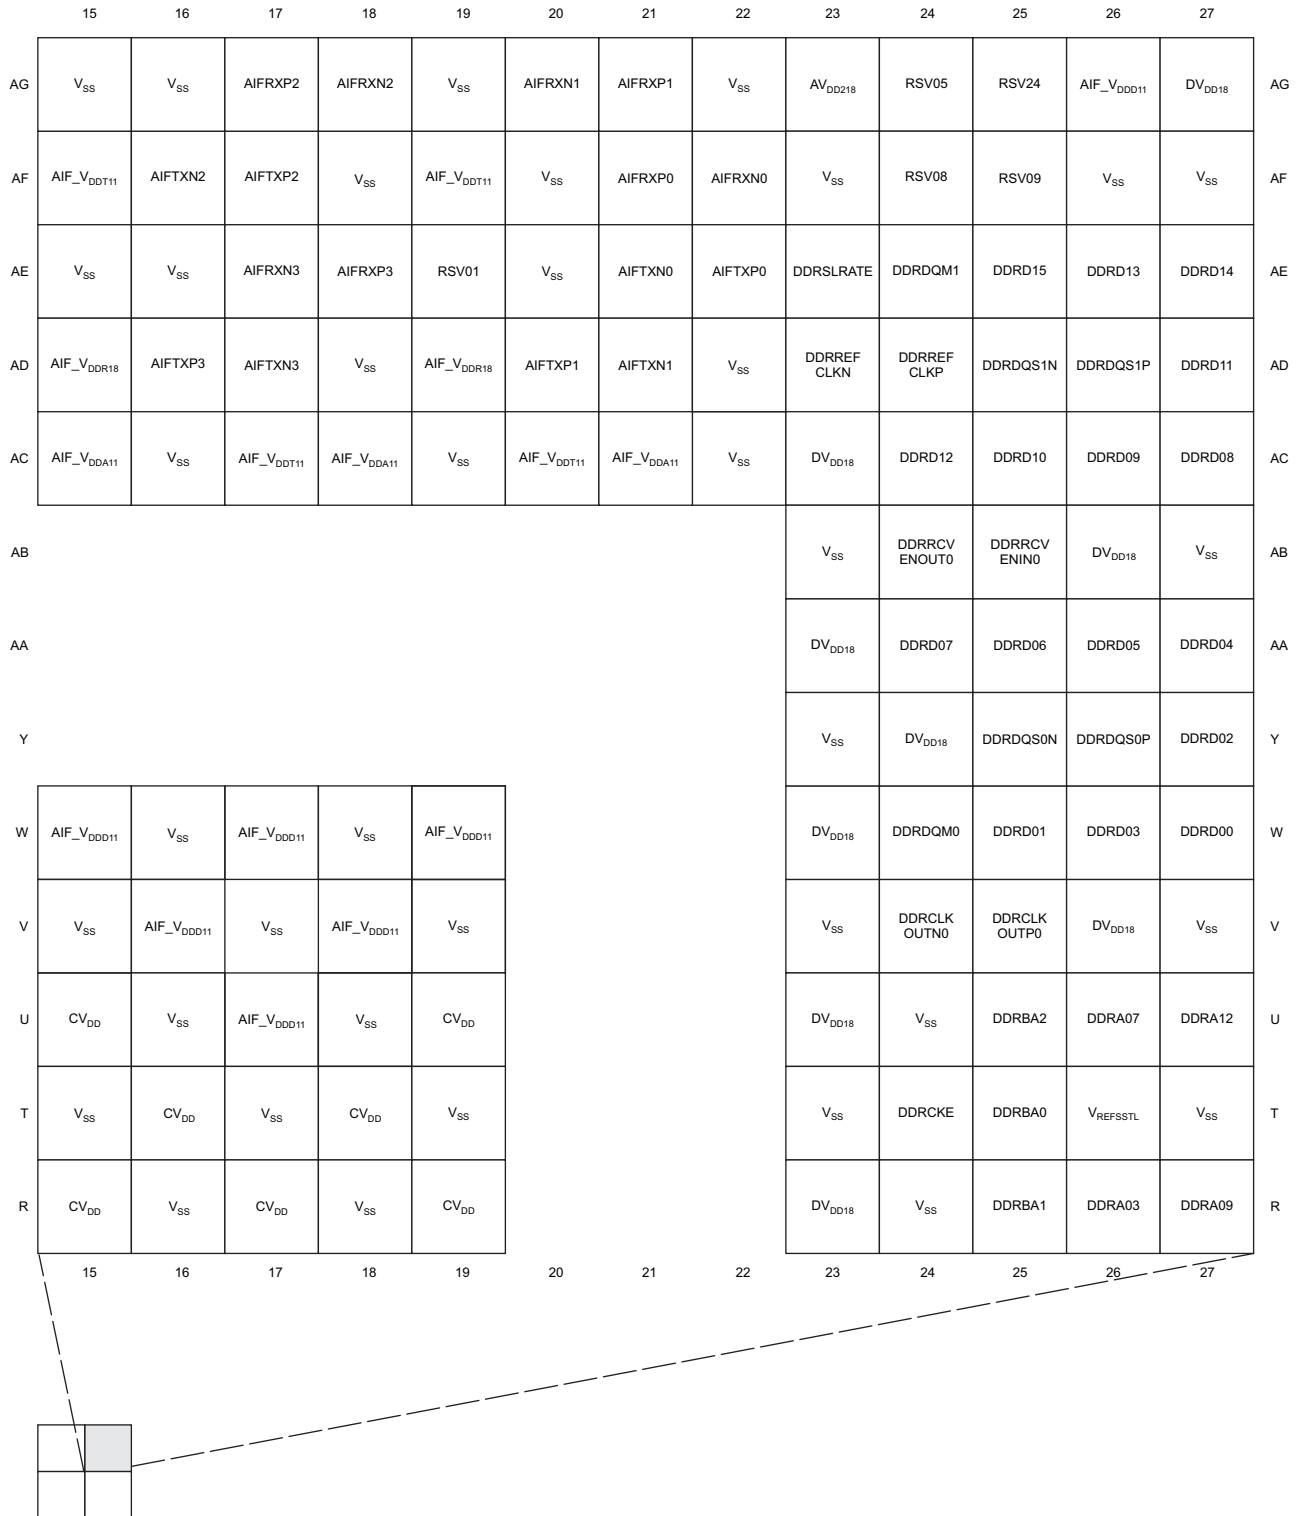 15 16 17 18 19 20 21 22 23 24 25 26 27
AG VSS VSS AIFRXP2 AIFRXN2 VSS AIFRXN1 AIFRXP1 VSS AVDD218 RSV05 RSV24 AIF_VDDD11 DVDD18 AG
AF AIF_VDDT11 AIFTXN2 AIFTXP2 VSS AIF_VDDT11 VSS AIFRXP0 AIFRXN0 VSS RSV08 RSV09 VSS VSS AF
AE VSS VSS AIFRXN3 AIFRXP3 RSV01 VSS AIFTXN0 AIFTXP0 DDRSLRATE DDRDQM1 DDRD15 DDRD13 DDRD14 AE
AD AIF_VDDR18 AIFTXP3 AIFTXN3 VSS AIF_VDDR18 AIFTXP1 AIFTXN1 VSS DDRREF CLKN DDRREF CLKP DDRDQS1N DDRDQS1P DDRD11 AD
AC AIF_VDDA11 VSS AIF_VDDT11 AIF_VDDA11 VSS AIF_VDDT11 AIF_VDDA11 VSS DVDD18 DDRD12 DDRD10 DDRD09 DDRD08 AC
AB VSS DDRRCV ENOUT0 DDRRCV ENIN0 DVDD18 VSS AB
AA DVDD18 DDRD07 DDRD06 DDRD05 DDRD04 AA
Y VSS DVDD18 DDRDQS0N DDRDQS0P DDRD02 Y
W AIF_VDDD11 VSS AIF_VDDD11 VSS AIF_VDDD11 DVDD18 DDRDQM0 DDRD01 DDRD03 DDRD00 W
V VSS AIF_VDDD11 VSS AIF_VDDD11 VSS VSS DDRCLK OUTN0 DDRCLK OUTP0 DVDD18 VSS V
U CVDD VSS AIF_VDDD11 VSS CVDD DVDD18 VSS DDRBA2 DDRA07 DDRA12 U
T VSS CVDD VSS CVDD VSS VSS DDRCKE DDRBA0 VREFSSTL VSS T
R CVDD VSS CVDD VSS CVDD DVDD18 VSS DDRBA1 DDRA03 DDRA09 R
15 16 17 18 19 20 21 22 23 24 25 26 27